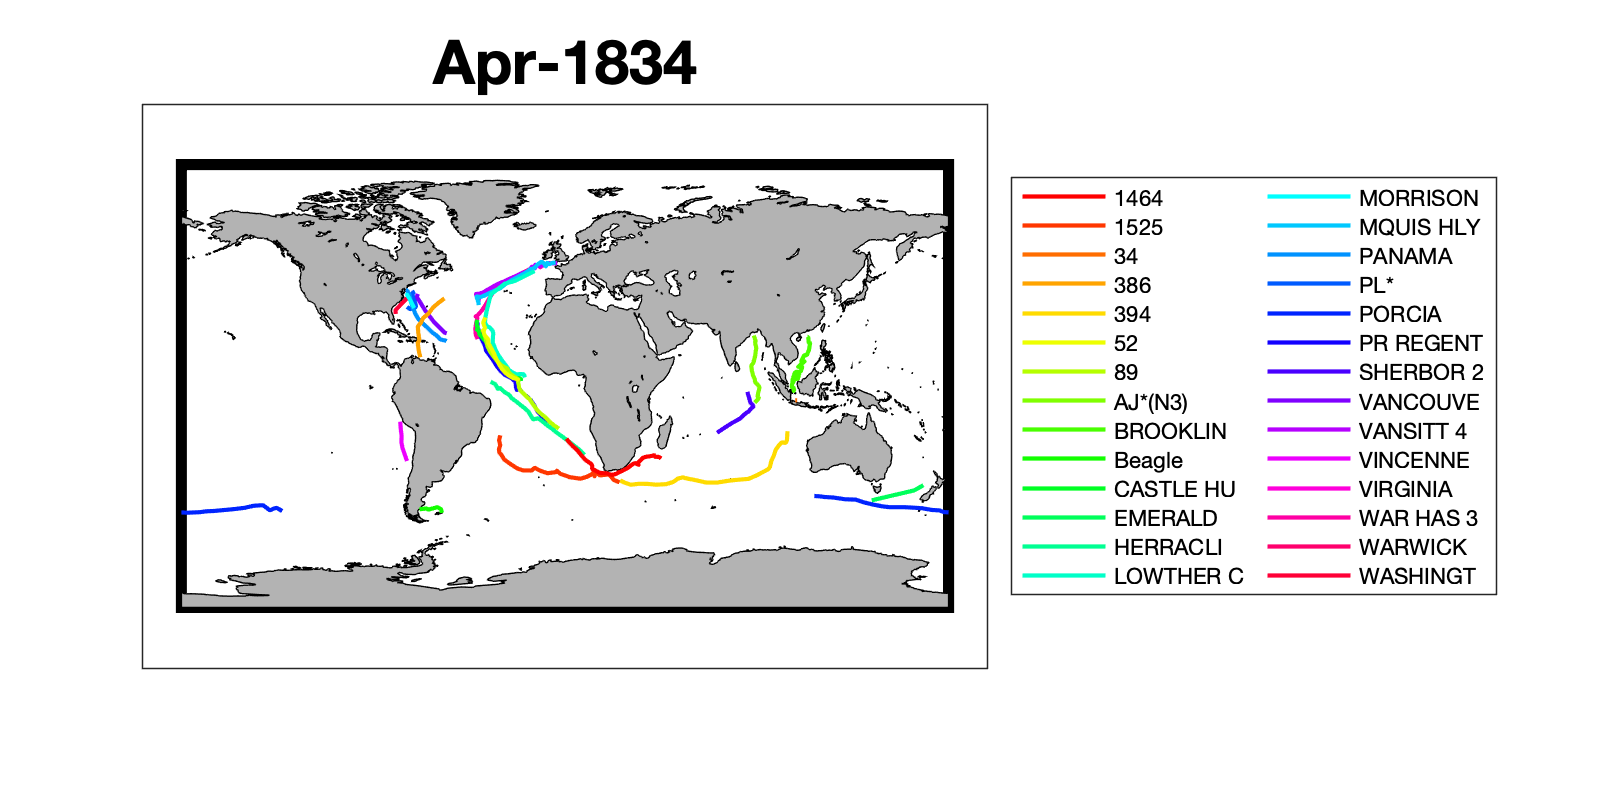 Apr-1834
1464
1525
34
386
394
52
89
AJ*(N3)
BROOKLIN
Beagle
CASTLE HU
EMERALD
HERRACLI
LOWTHER C
MORRISON
MQUIS HLY
PANAMA
PL*
PORCIA
PR REGENT
SHERBOR 2
VANCOUVE
VANSITT 4
VINCENNE
VIRGINIA
WAR HAS 3
WARWICK
WASHINGT